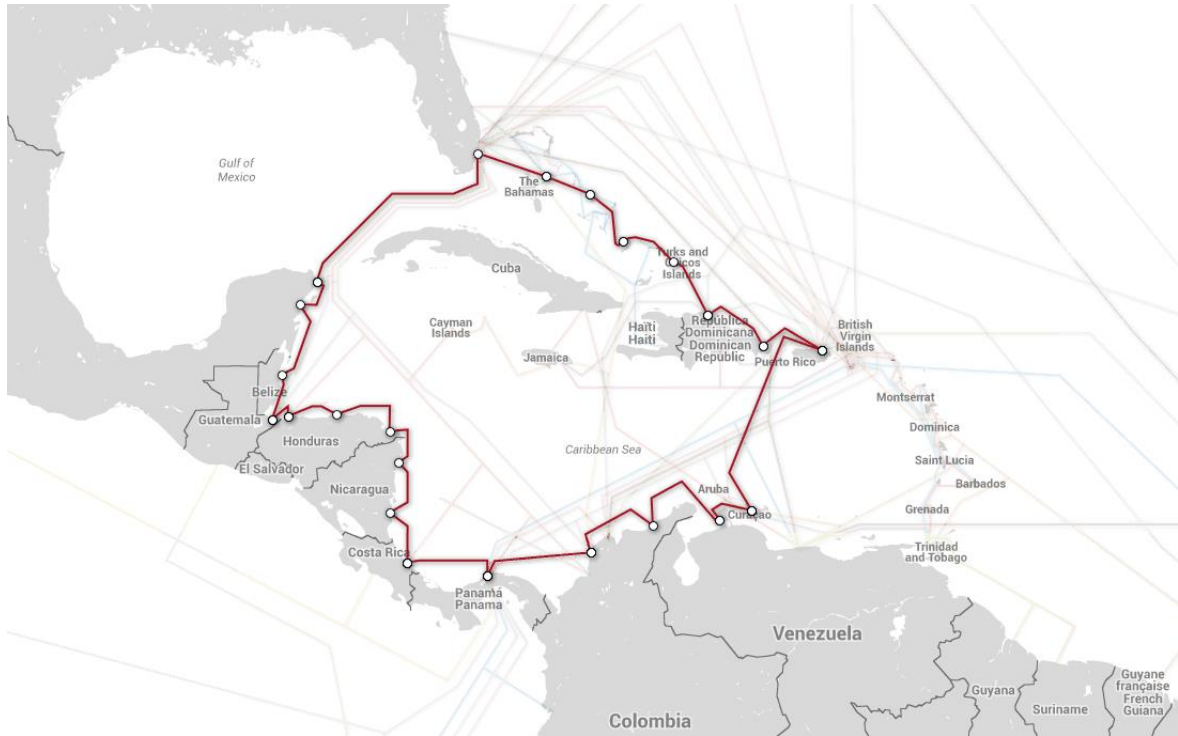 Gulf of
Mexico
The
Bahamas
Cuba
Turks and
Caicos
Islands
Cayman
Islands
Jamaica
Haïti
Haiti
República
Dominicana
Dominican
Republic
Puerto Rico
British
Virgin
Islands
Montserrat
Dominica
Saint Lucia
Barbados
Grenada
Trinidad
and Tobago
Belize
Guatemala
Honduras
El Salvador
Nicaragua
Costa Rica
Caribbean Sea
Aruba
Curaçao
Panamá
Panama
Venezuela
Colombia
Guyana
Suriname
Guyane
française
French
Guiana